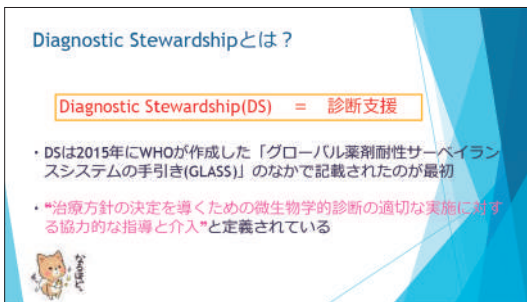 Diagnostic Stewardshipとは？
Diagnostic Stewardship(DS) ＝ 診断支援
・DSは2015年にWHOが作成した「グローバル薬剤耐性サーベイラン
スシステムの手引き(GLASS)」のなかで記載されたのが最初
・❝治療方針の決定を導くための微生物学的診断の適切な実施に対す
る協力的な指導と介入❞と定義されている
なるほど。